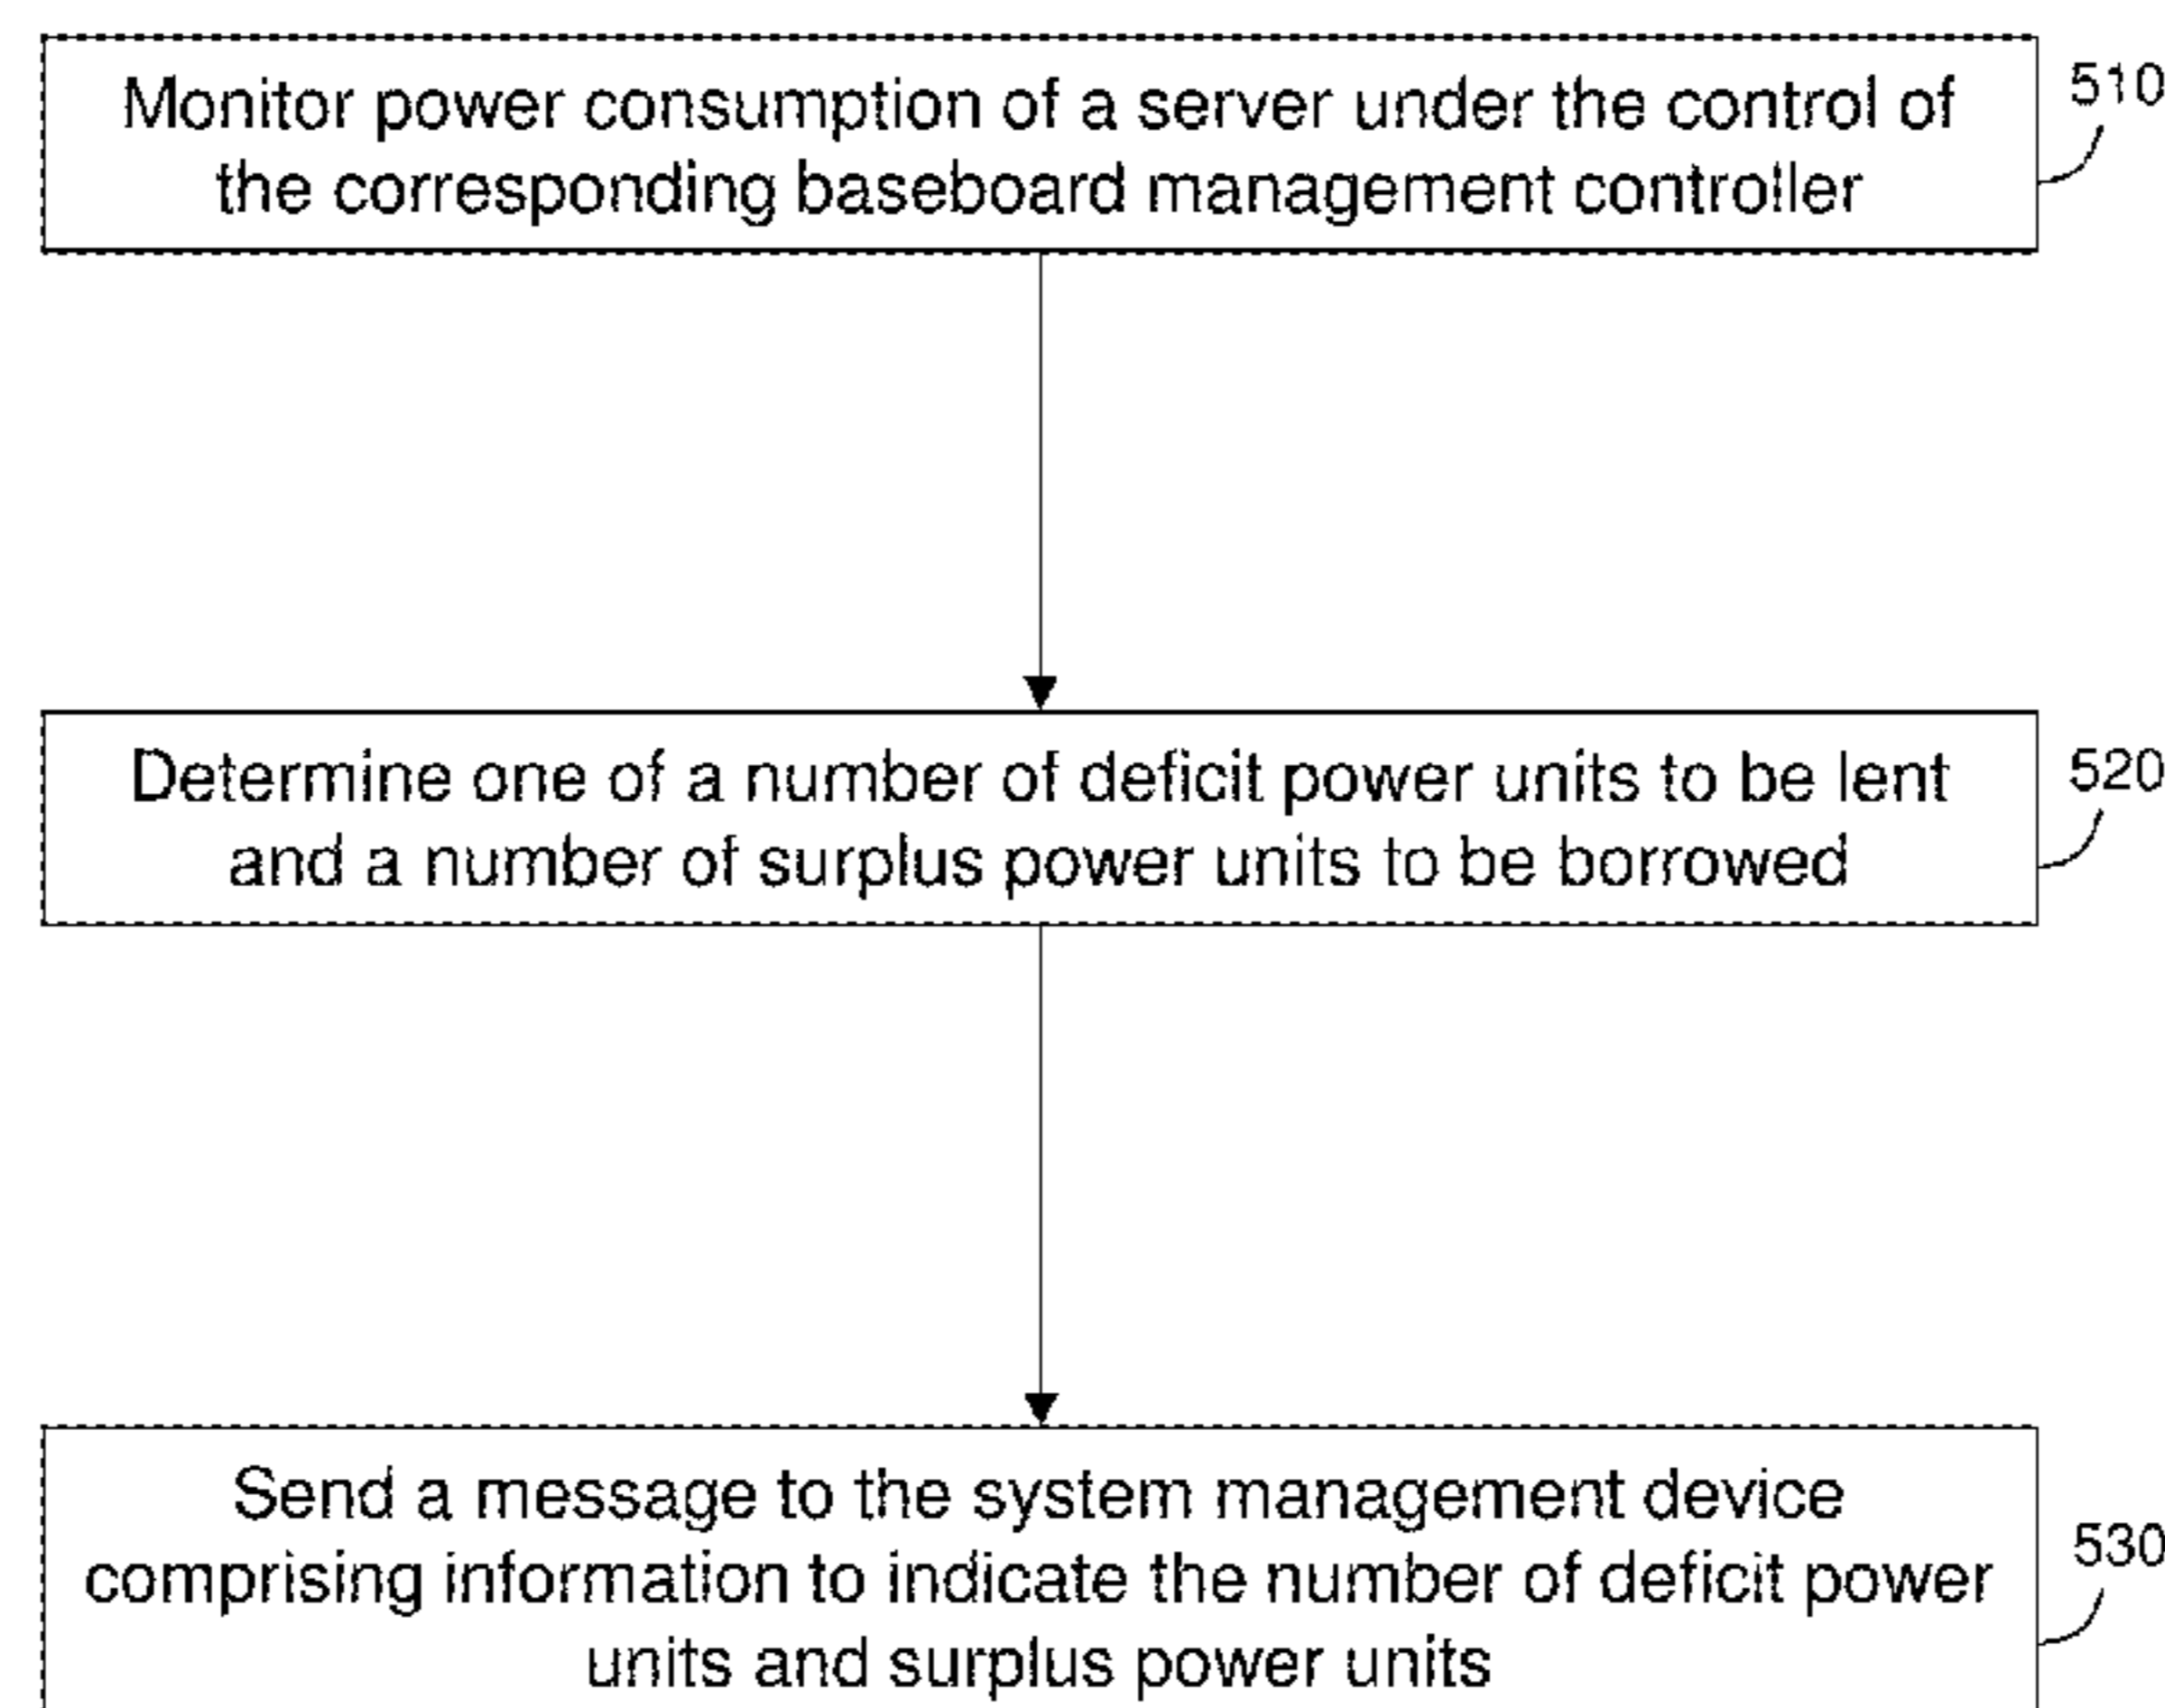 Monitor power consumption of a server under the control of
the corresponding baseboard management controller
510
Determine one of a number of deficit power units to be lent
and a number of surplus power units to be borrowed
520
Send a message to the system management device
comprising information to indicate the number of deficit power
units and surplus power units
530